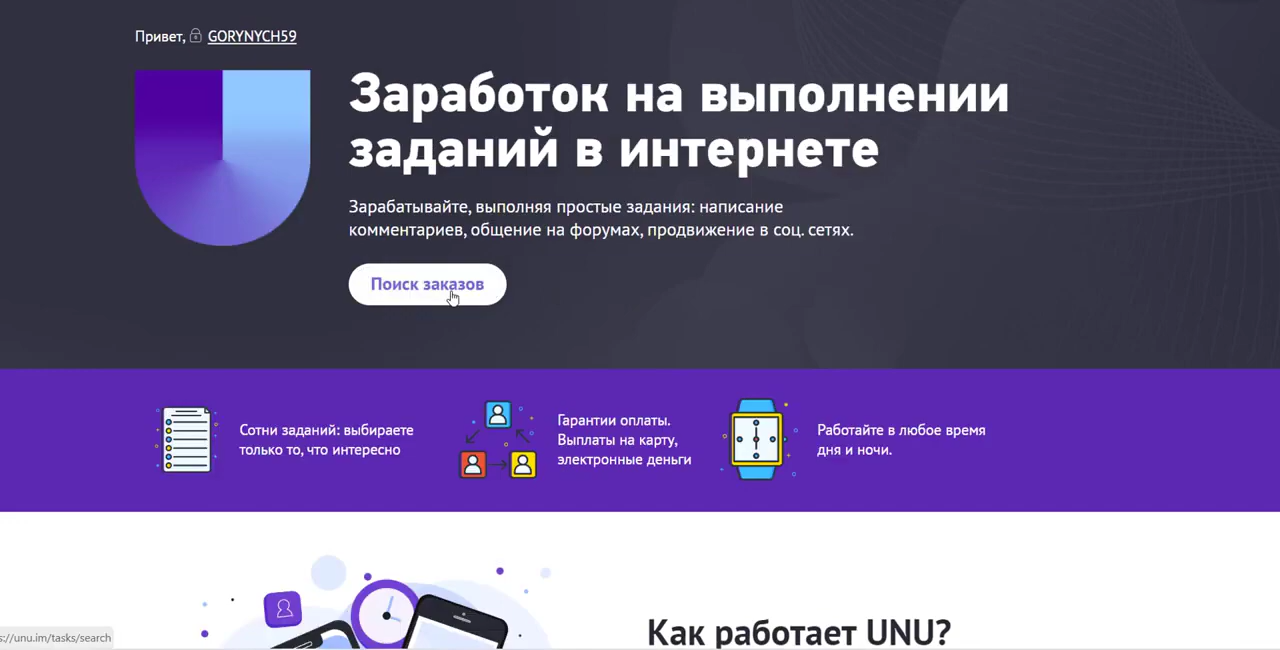 Привет, GORYNYCH59
Заработок на выполнении
заданий в интернете
Зарабатывайте, выполняя простые задания: написание
комментариев, общение на форумах, продвижение в соц. сетях.
Поиск заказов
Сотни заданий: выбираете
только то, что интересно
Гарантии оплаты.
Выплаты на карту,
электронные деньги
Работайте в любое время
дня и ночи.
Как работает UNU?
s://unu.im/tasks/search